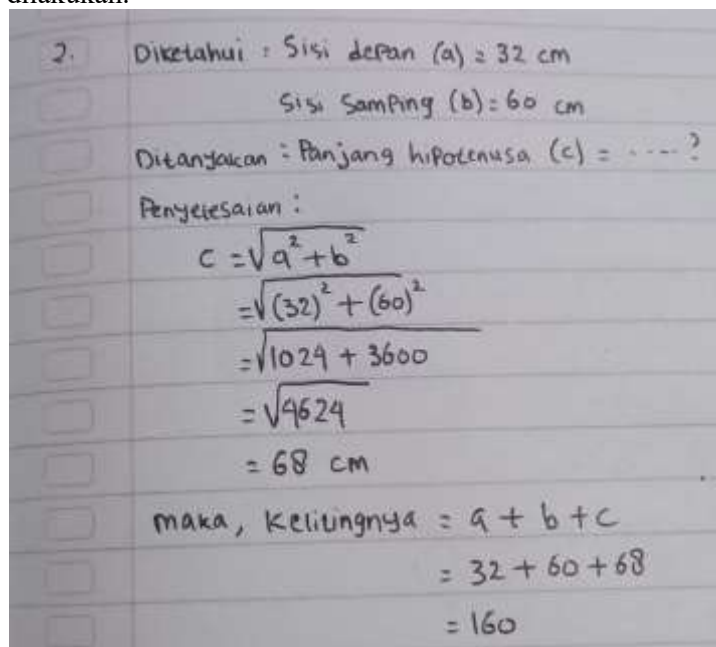 2. Diketahui : Sisi depan (a) = 32 cm
Sisi Samping (b) = 60 cm
Ditanyakan : Panjang hipotenusa (c) = ....?
Penyelesaian :
c = √a² + b²
= √(32)² + (60)²
= √1024 + 3600
= √4624
= 68 cm
maka, Kelilingnya = a + b + c
= 32 + 60 + 68
= 160